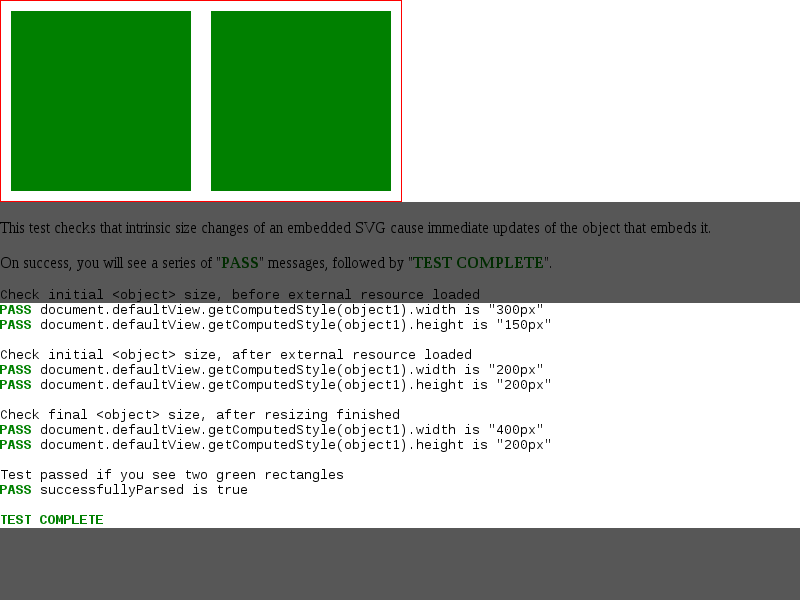 This test checks that intrinsic size changes of an embedded SVG cause immediate updates of the object that embeds it.
On success, you will see a series of "PASS" messages, followed by "TEST COMPLETE".
Check initial <object> size, before external resource loaded
PASS document.defaultView.getComputedStyle(object1).width is "300px"
PASS document.defaultView.getComputedStyle(object1).height is "150px"
Check initial <object> size, after external resource loaded
PASS document.defaultView.getComputedStyle(object1).width is "200px"
PASS document.defaultView.getComputedStyle(object1).height is "200px"
Check final <object> size, after resizing finished
PASS document.defaultView.getComputedStyle(object1).width is "400px"
PASS document.defaultView.getComputedStyle(object1).height is "200px"
Test passed if you see two green rectangles
PASS successfullyParsed is true
TEST COMPLETE